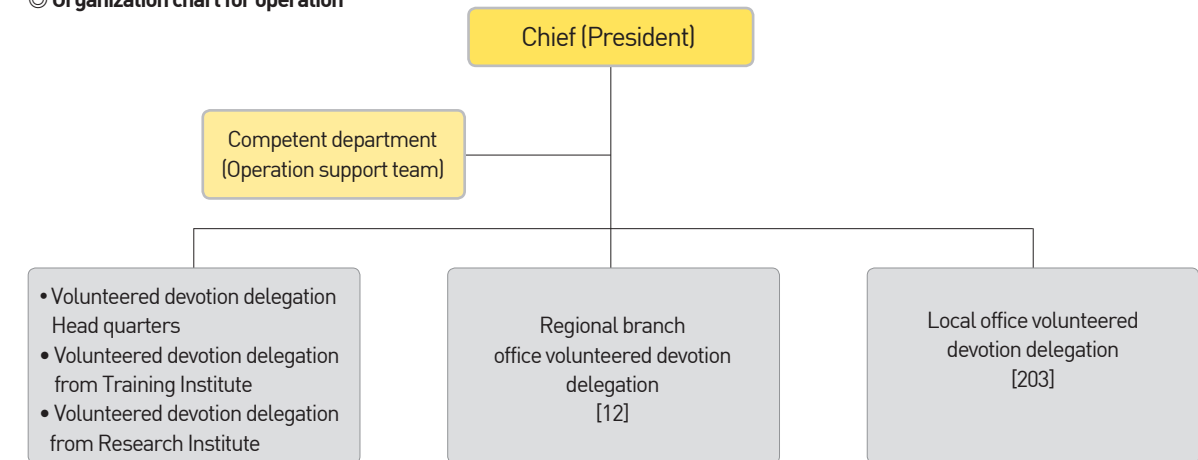 ◎ Organization chart for operation
Chief (President)
Competent department
(Operation support team)
• Volunteered devotion delegation
Head quarters
• Volunteered devotion delegation
from Training Institute
• Volunteered devotion delegation
from Research Institute
Regional branch
office volunteered devotion
delegation
[12]
Local office volunteered
devotion delegation
[203]